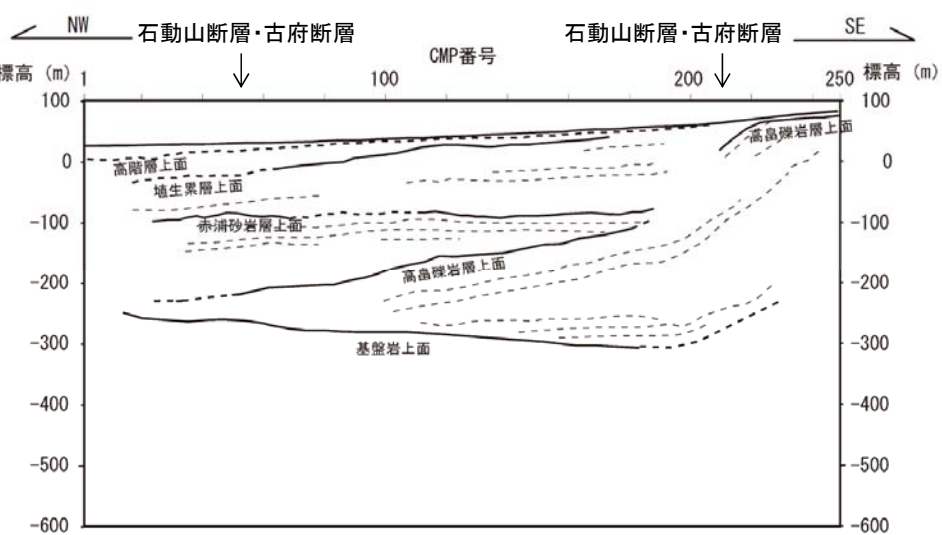 NW
石動山断層・古府断層
石動山断層・古府断層
SE
CMP番号
標高 (m)
1
100
200
250
標高 (m)
100
100
高畠礫岩層上面
0
0
高階層上面
埴生累層上面
-100
-100
赤浦砂岩層上面
高畠礫岩層上面
-200
-200
-300
-300
基盤岩上面
-400
-400
-500
-500
-600
-600